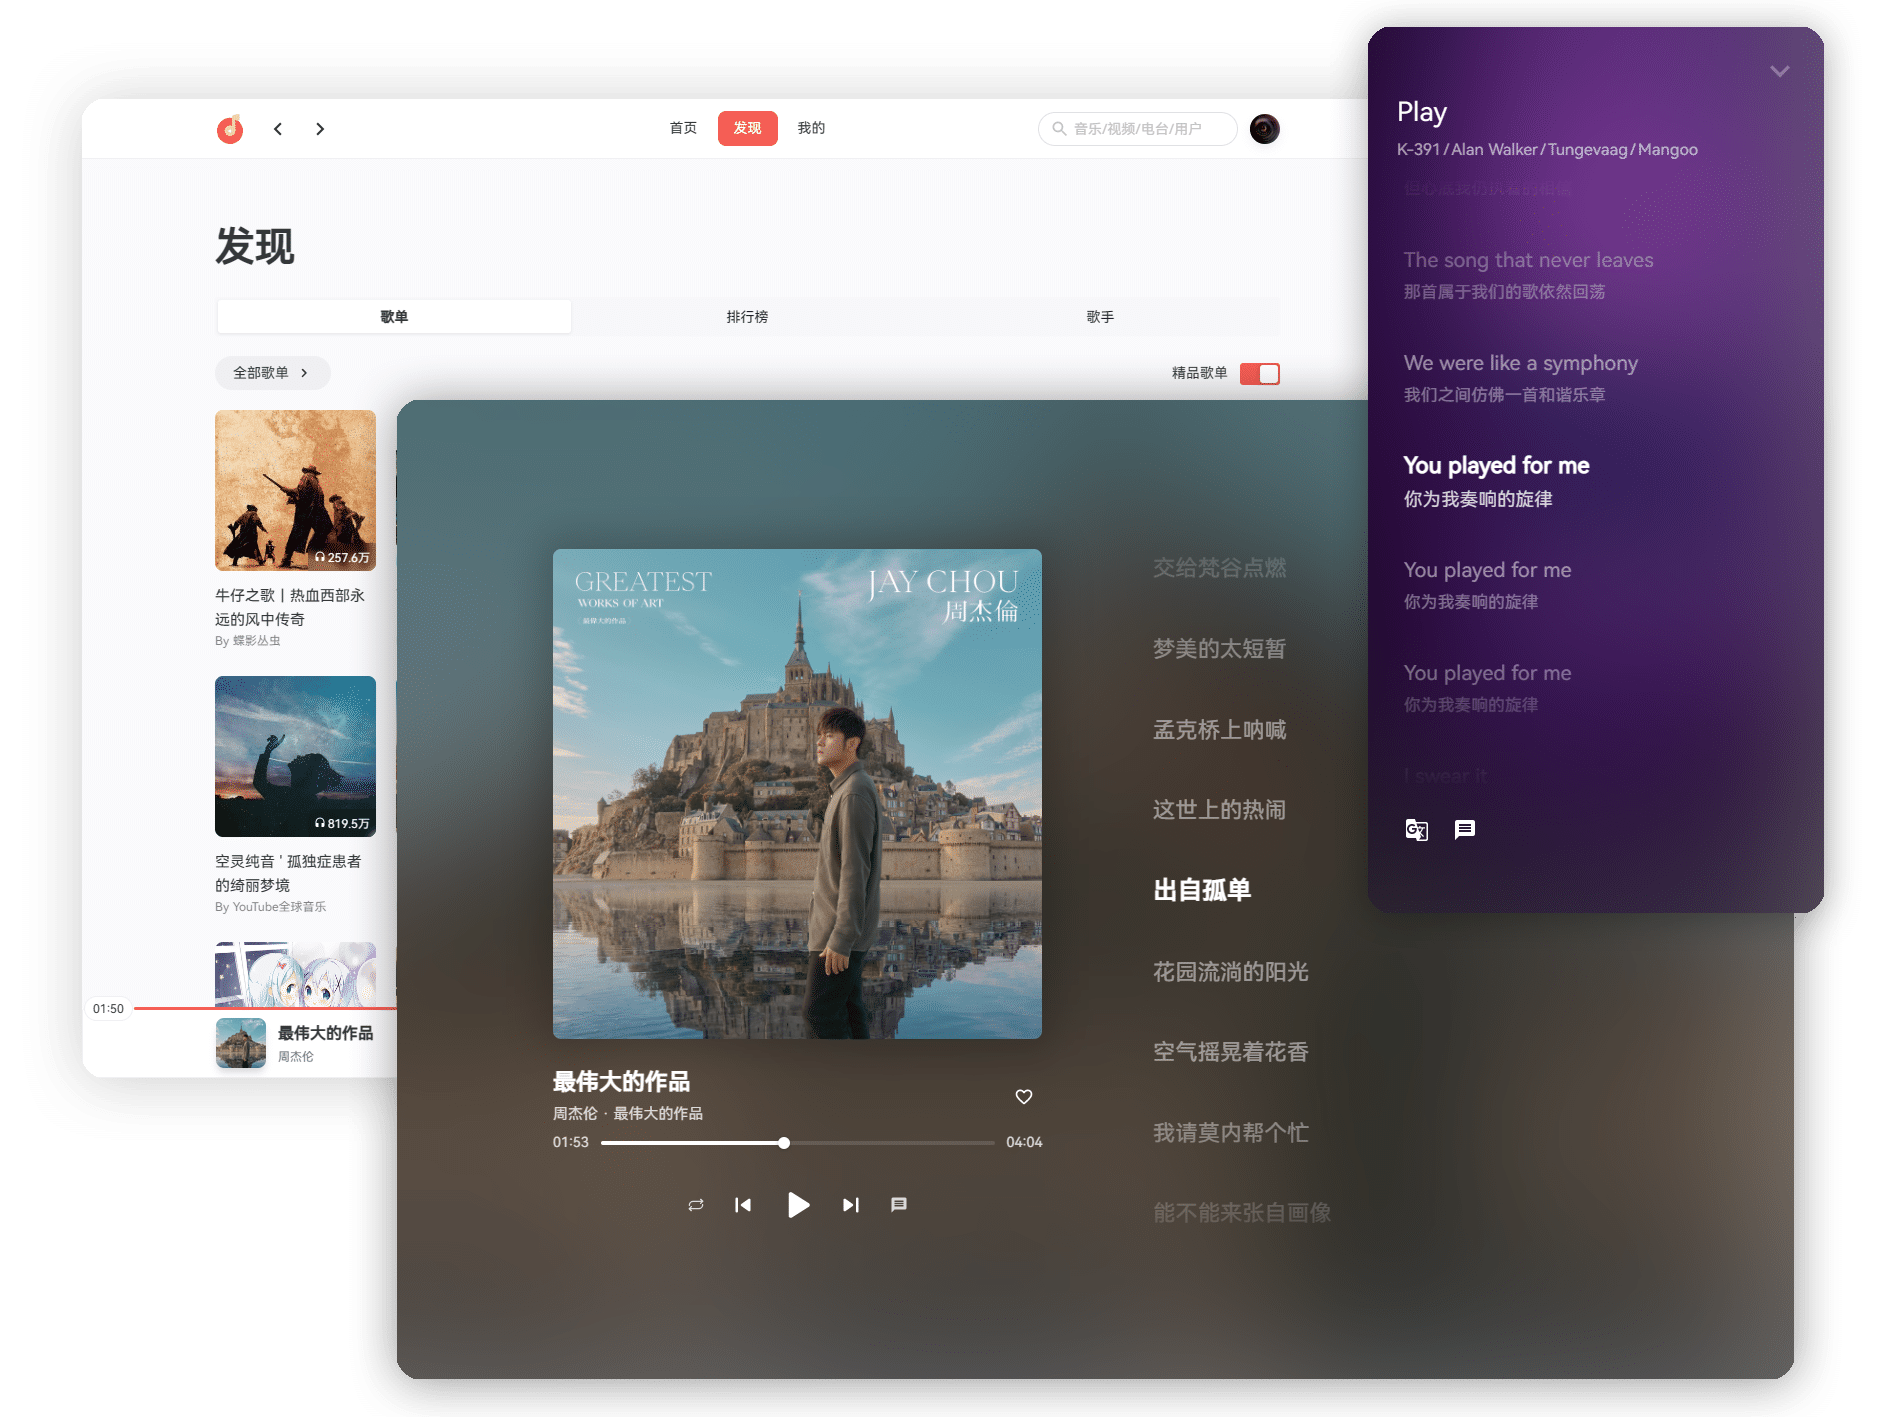 首页
发现
我的
音乐/视频/电台/用户
发现
歌单
排行榜
歌手
全部歌单
精品歌单
257.6万
牛仔之歌丨热血西部永
远的风中传奇
By 蝶影丛虫
819.5万
空灵纯音 ' 孤独症患者
的绮丽梦境
By YouTube全球音乐
01:50
最伟大的作品
周杰伦
GREATEST
WORKS OF ART
最偉大的作品
JAY CHOU
周杰倫
最伟大的作品
周杰伦 · 最伟大的作品
01:53
04:04
交给梵谷点燃
梦美的太短暂
孟克桥上呐喊
这世上的热闹
出自孤单
花园流淌的阳光
空气摇晃着花香
我请莫内帮个忙
能不能来张自画像
Play
K-391/Alan Walker/Tungevaag/Mangoo
The song that never leaves
那首属于我们的歌依然回荡
We were like a symphony
我们之间仿佛一首和谐乐章
You played for me
你为我奏响的旋律
You played for me
你为我奏响的旋律
You played for me
你为我奏响的旋律
I swear it